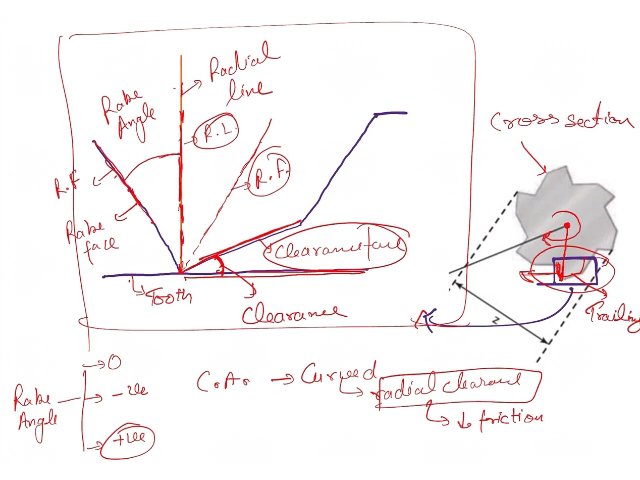 Radial
line
Rake
Angle
R.L.
R.F.
R.F
Rake
face
Clearance face
Tooth
Clearance
Cross section
Trailing
z
Rake
Angle
0
-ve
+ve
C.A. → Curved
radial clearance
↓ friction